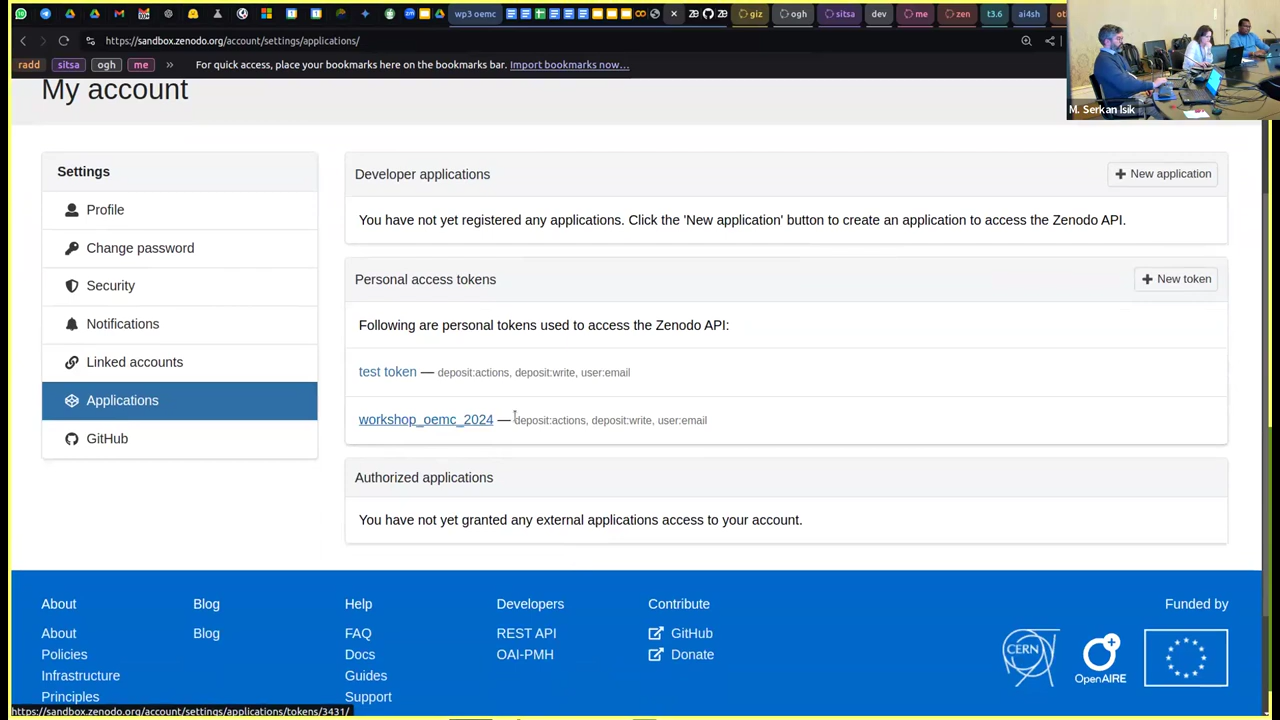 wp3 oemc
giz
ogh
sitsa
dev
me
zen
t3.6
ai4sh
https://sandbox.zenodo.org/account/settings/applications/
radd
sitsa
ogh
me
»
For quick access, place your bookmarks here on the bookmarks bar. Import bookmarks now…
M. Serkan Isik
My account
Settings
Profile
Change password
Security
Notifications
Linked accounts
Applications
GitHub
Developer applications
New application
You have not yet registered any applications. Click the 'New application' button to create an application to access the Zenodo API.
Personal access tokens
New token
Following are personal tokens used to access the Zenodo API:
test token — deposit:actions, deposit:write, user:email
workshop_oemc_2024 — deposit:actions, deposit:write, user:email
Authorized applications
You have not yet granted any external applications access to your account.
About
About
Policies
Infrastructure
Principles
Blog
Blog
Help
FAQ
Docs
Guides
Support
Developers
REST API
OAI-PMH
Contribute
GitHub
Donate
Funded by
CERN
OpenAIRE
https://sandbox.zenodo.org/account/settings/applications/tokens/3431/